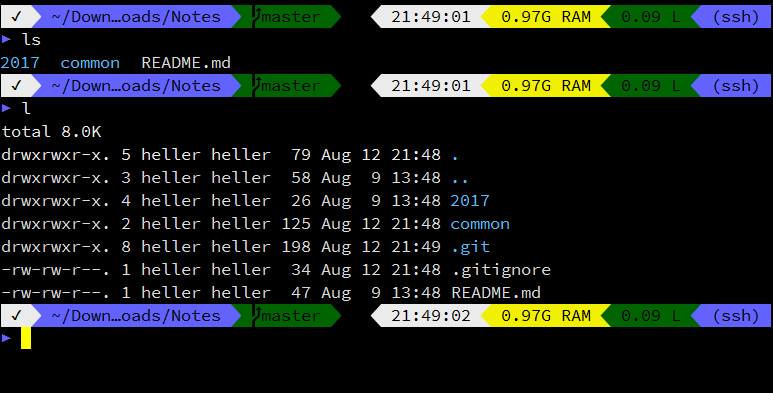 ✓ ~/Down…oads/Notes master 21:49:01 0.97G RAM 0.09 L (ssh)
► ls
2017 common README.md
✓ ~/Down…oads/Notes master 21:49:01 0.97G RAM 0.09 L (ssh)
► l
total 8.0K
drwxrwxr-x. 5 heller heller 79 Aug 12 21:48 .
drwxrwxr-x. 3 heller heller 58 Aug 9 13:48 ..
drwxrwxr-x. 4 heller heller 26 Aug 9 13:48 2017
drwxrwxr-x. 2 heller heller 125 Aug 12 21:48 common
drwxrwxr-x. 8 heller heller 198 Aug 12 21:49 .git
-rw-rw-r--. 1 heller heller 34 Aug 12 21:48 .gitignore
-rw-rw-r--. 1 heller heller 47 Aug 9 13:48 README.md
✓ ~/Down…oads/Notes master 21:49:02 0.97G RAM 0.09 L (ssh)
►